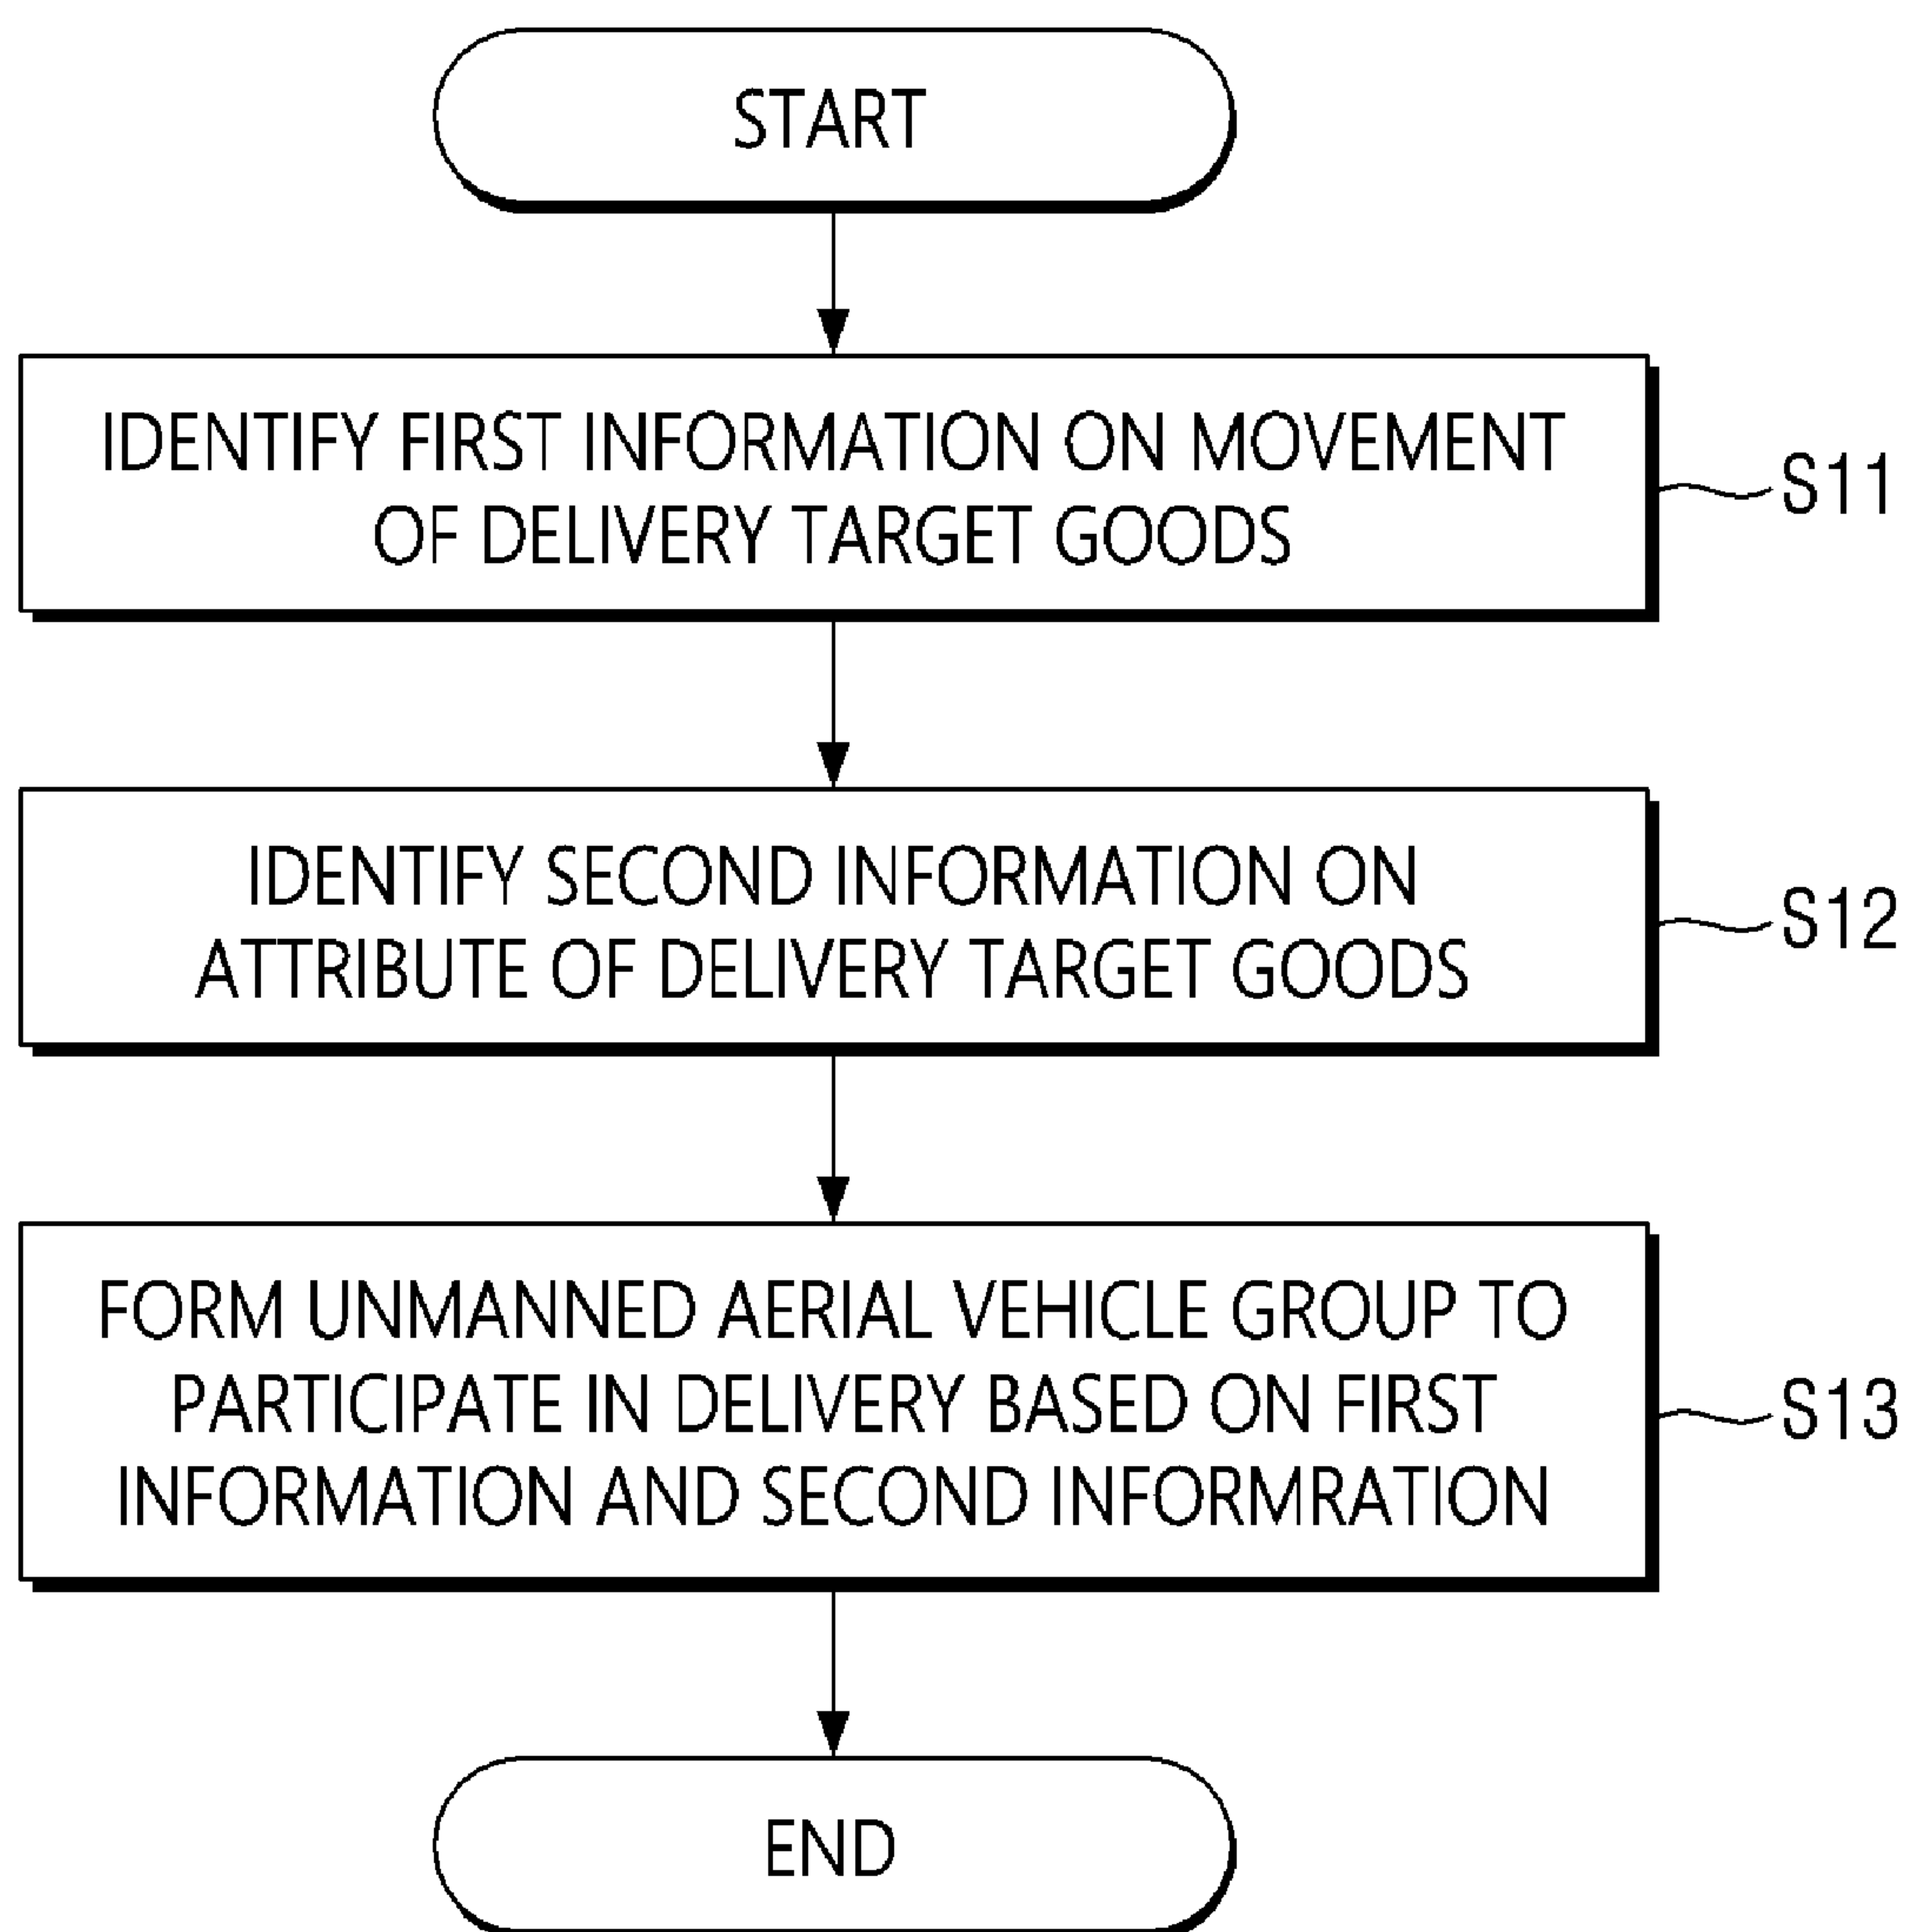 START
IDENTIFY FIRST INFORMATION ON MOVEMENT
OF DELIVERY TARGET GOODS
S11
IDENTIFY SECOND INFORMATION ON
ATTRIBUTE OF DELIVERY TARGET GOODS
S12
FORM UNMANNED AERIAL VEHICLE GROUP TO
PARTICIPATE IN DELIVERY BASED ON FIRST
INFORMATION AND SECOND INFORMRATION
S13
END